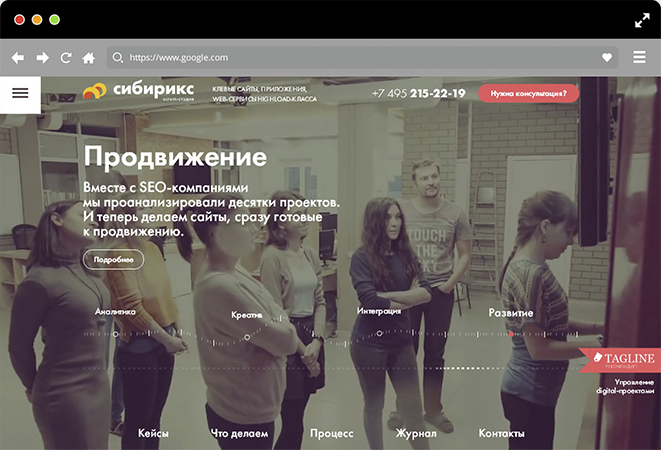 https://www.google.com
сибирикс
КЛЕВЫЕ САЙТЫ, ПРИЛОЖЕНИЯ,
WEB-СЕРВИСЫ HIGHLOAD-КЛАССА
+7 495 215-22-19
Нужна консультация?
Продвижение
Вместе с SEO-компаниями
мы проанализировали десятки проектов.
И теперь делаем сайты, сразу готовые
к продвижению.
Подробнее
TOUCH
THE
Аналитика
Креатив
Интеграция
Развитие
TAGLINE
РЕКОМЕНДУЕТ
Управление
digital-проектами
Кейсы
Что делаем
Процесс
Журнал
Контакты